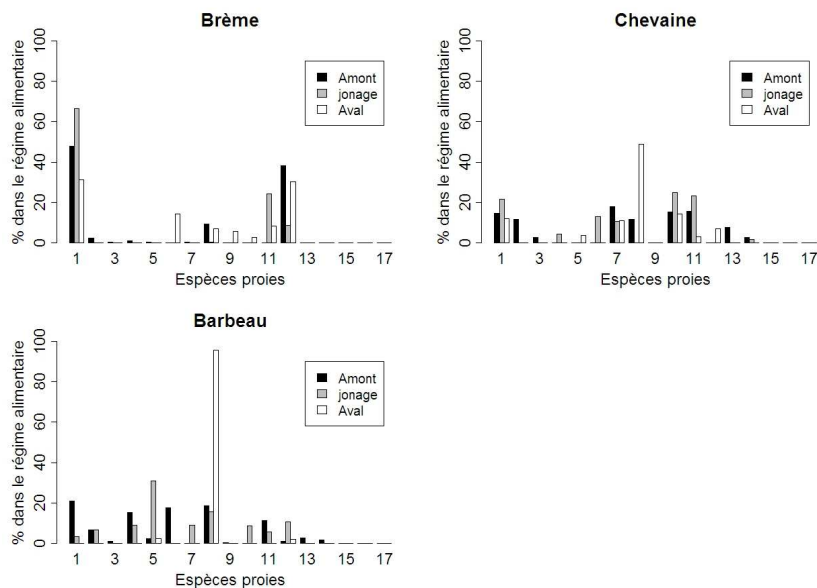 Brème
% dans le régime alimentaire
100
80
60
40
20
0
Amont
jonage
Aval
1 3 5 7 9 11 13 15 17
Espèces proies
Chevaine
% dans le régime alimentaire
100
80
60
40
20
0
Amont
jonage
Aval
1 3 5 7 9 11 13 15 17
Espèces proies
Barbeau
% dans le régime alimentaire
100
80
60
40
20
0
Amont
jonage
Aval
1 3 5 7 9 11 13 15 17
Espèces proies